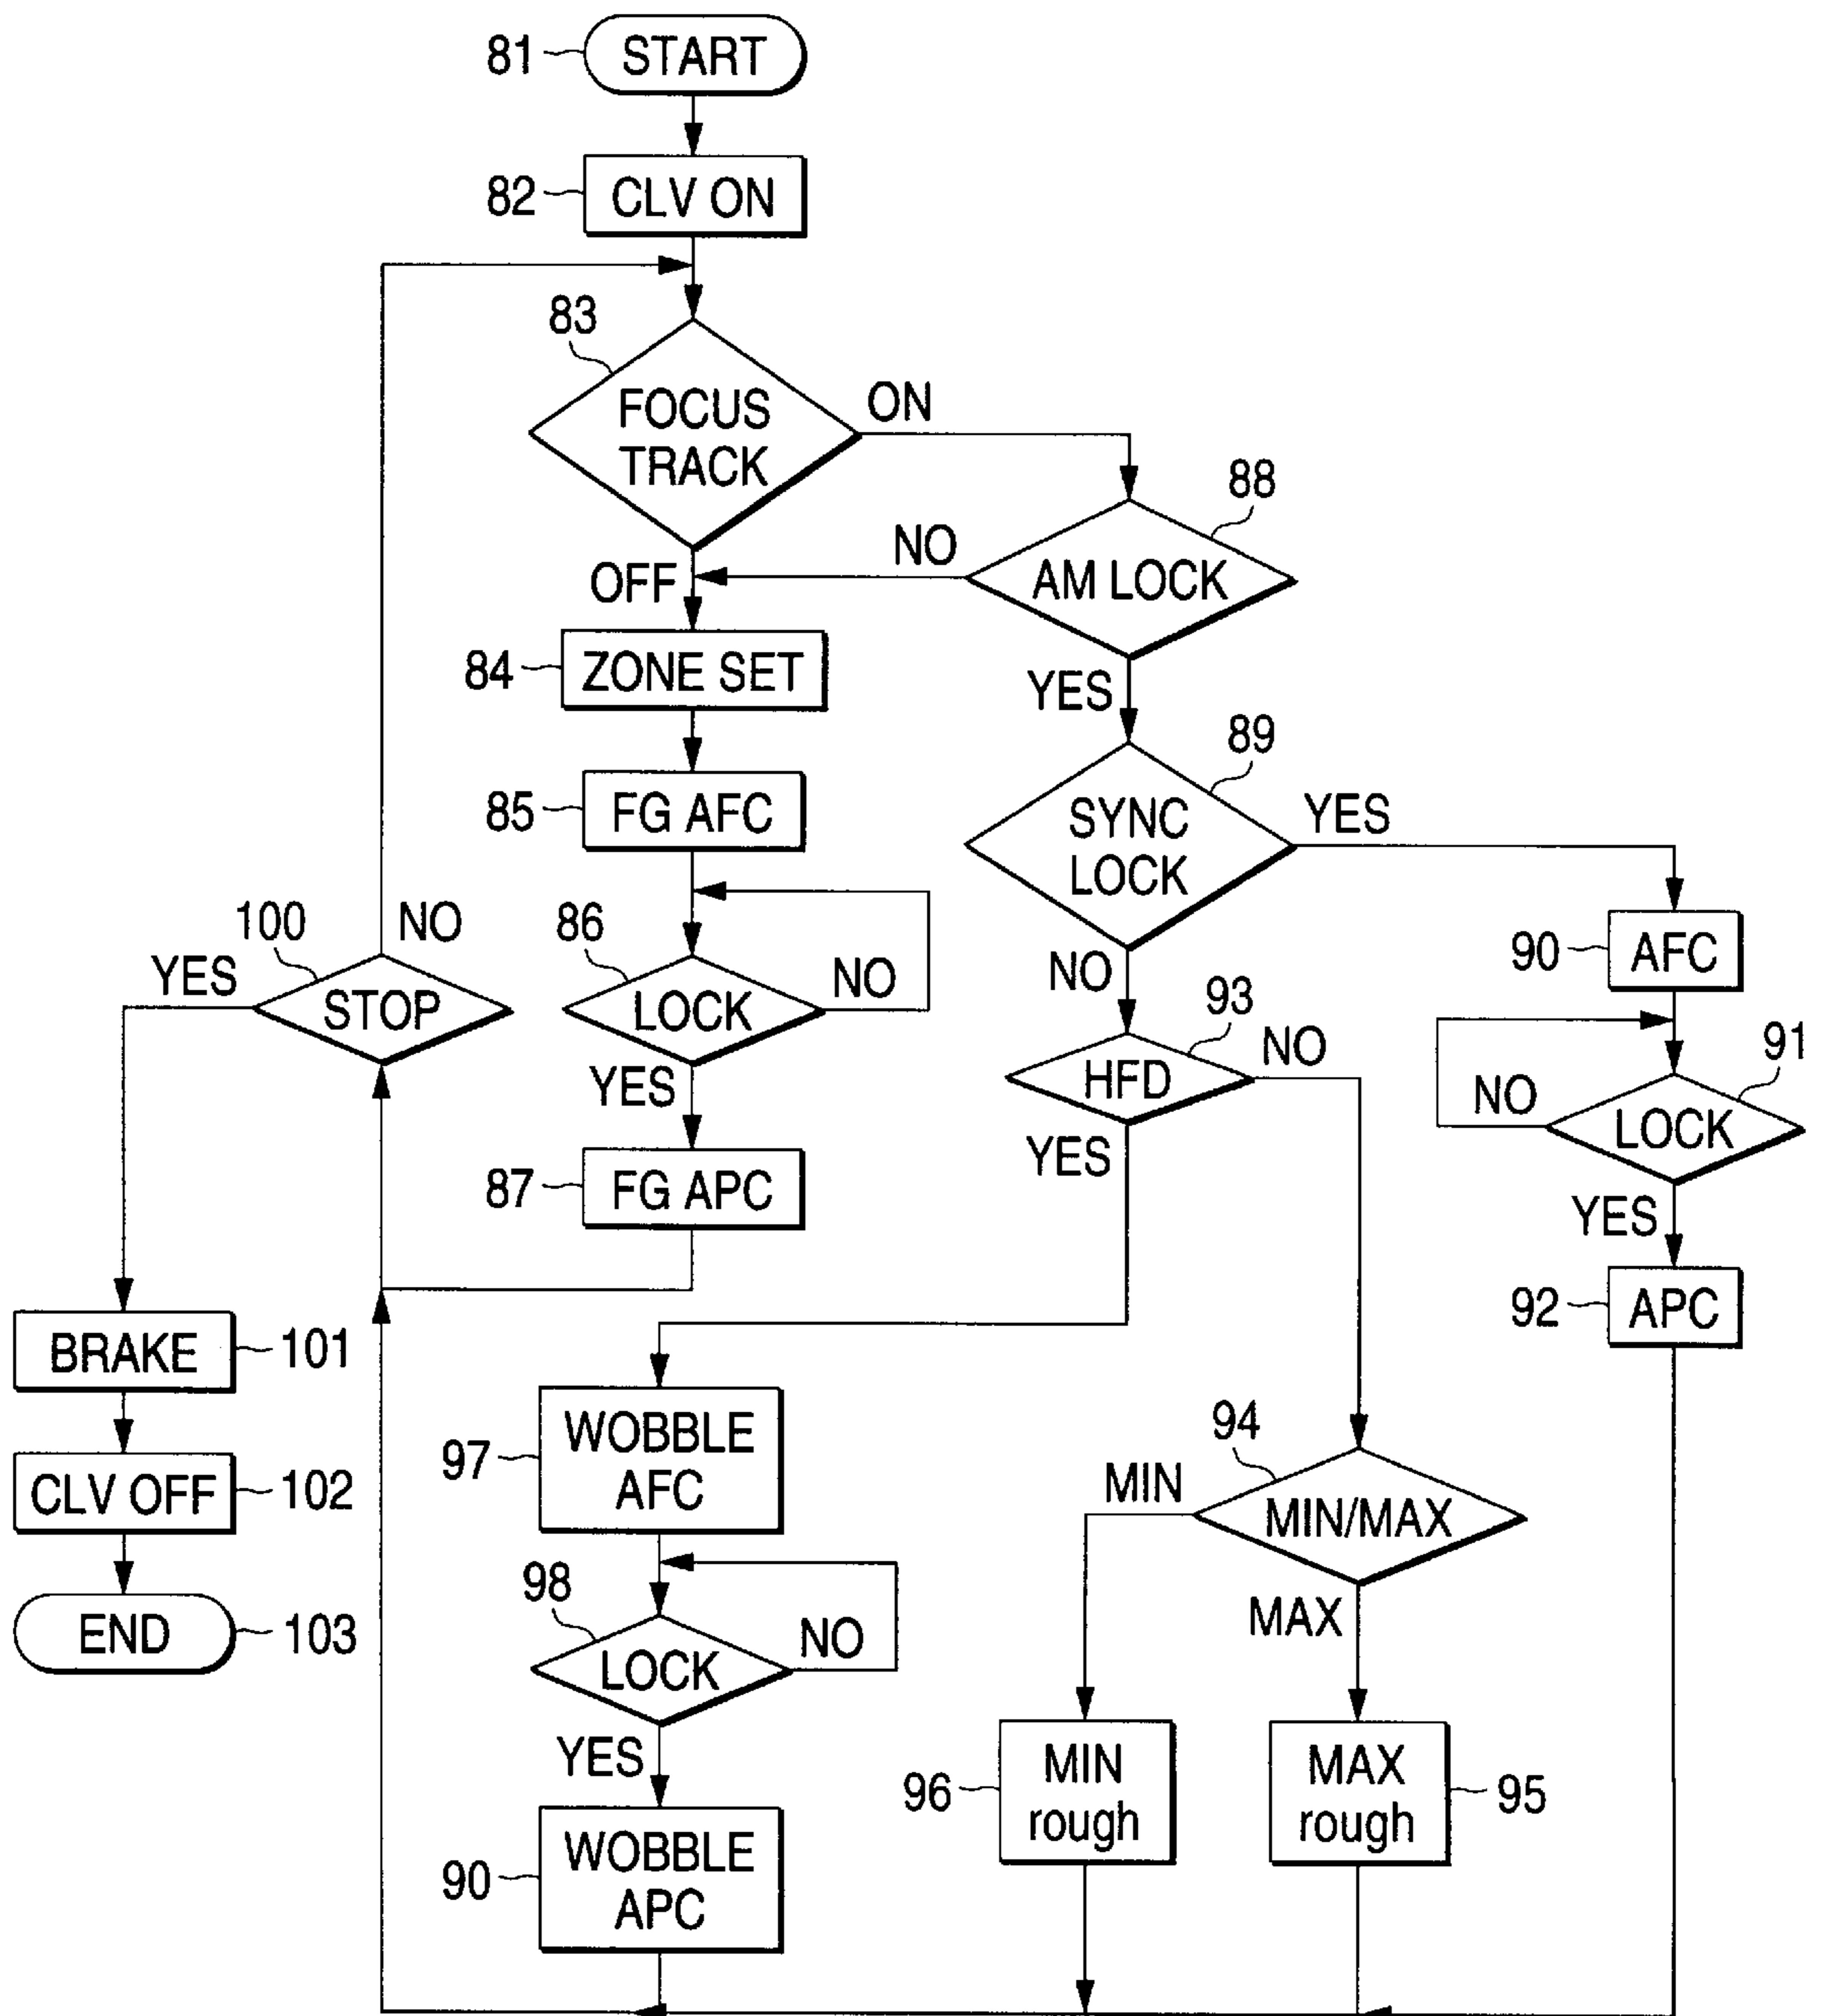 81
START
82
CLV ON
83
FOCUS
TRACK
ON
OFF
88
AM LOCK
NO
YES
84
ZONE SET
85
FG AFC
86
LOCK
NO
YES
87
FG APC
89
SYNC
LOCK
YES
NO
90
AFC
91
LOCK
NO
YES
92
APC
93
HFD
NO
YES
94
MIN/MAX
MIN
MAX
96
MIN
rough
95
MAX
rough
97
WOBBLE
AFC
98
LOCK
NO
YES
90
WOBBLE
APC
100
STOP
NO
YES
BRAKE
101
CLV OFF
102
END
103